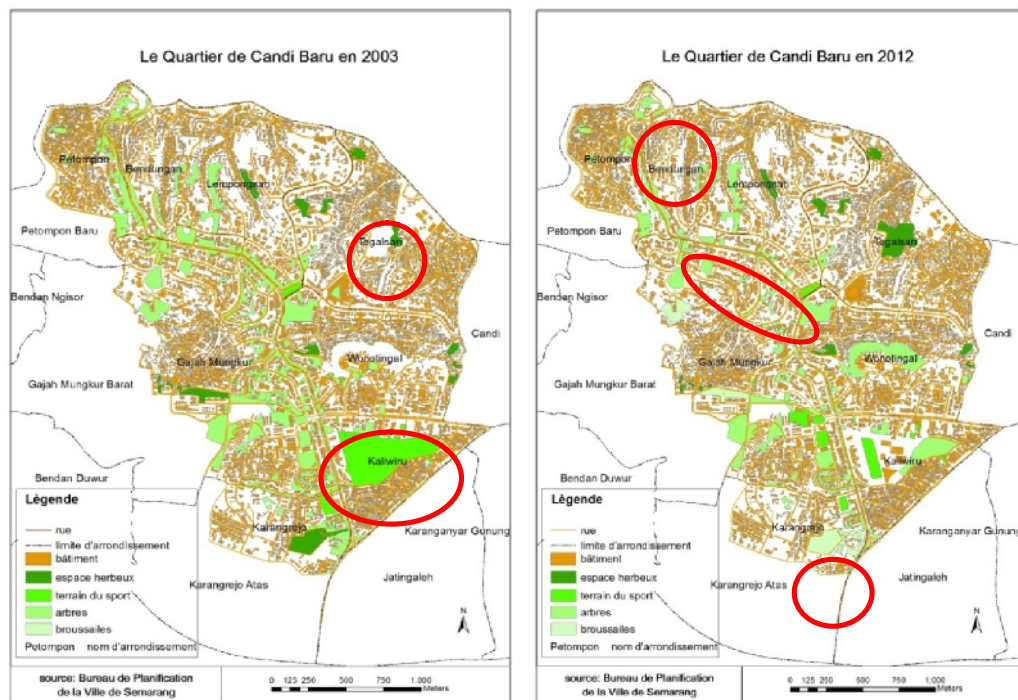 Le Quartier de Candi Baru en 2003
Petompon
Bendungan
Lempongsari
Petompon Baru
Tegalsari
Bendan Ngisor
Candi
Gajah Mungkur
Wonotingal
Gajah Mungkur Barat
Kaliwiru
Bendan Duwur
Lègende
rue
limite d'arrondissement
bâtiment
espace herbeux
terrain du sport
arbres
broussailles
Petompon nom d'arrondissement
Karangrejo
Karanganyar Gunung
Karangrejo Atas
Jatingaleh
N
source: Bureau de Planification
de la Ville de Semarang
0 125 250 500 750 1,000
Meters
Le Quartier de Candi Baru en 2012
Petompon
Bendungan
Lempongsari
Petompon Baru
Tegalsari
Bendan Ngisor
Candi
Gajah Mungkur
Wonotingal
Gajah Mungkur Barat
Kaliwiru
Bendan Duwur
Lègende
rue
limite d'arrondissement
bâtiment
espace herbeux
terrain du sport
arbres
broussailles
Petompon nom d'arrondissement
Karangrejo
Karanganyar Gunung
Karangrejo Atas
Jatingaleh
N
source: Bureau de Planification
de la Ville de Semarang
0 125 250 500 750 1,000
Meters